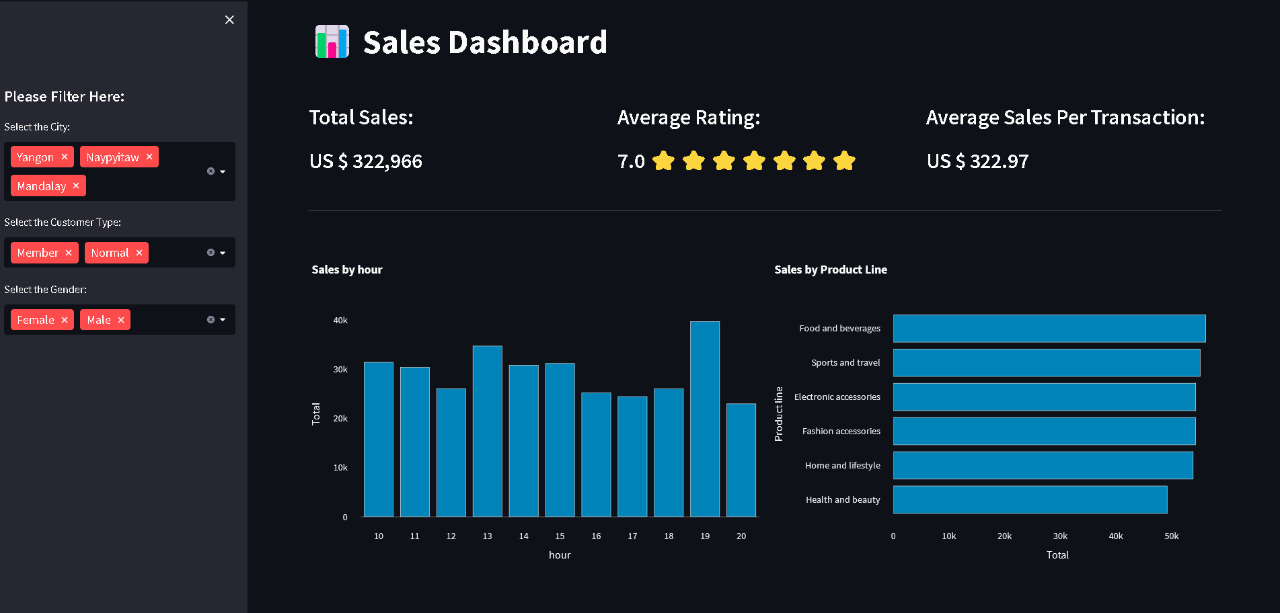 ×
Please Filter Here:
Select the City:
Yangon × Naypyitaw ×
Mandalay ×
Select the Customer Type:
Member × Normal ×
Select the Gender:
Female × Male ×
Sales Dashboard
Total Sales:
US $ 322,966
Average Rating:
7.0
Average Sales Per Transaction:
US $ 322.97
Sales by hour
40k
30k
20k
10k
0
Total
10 11 12 13 14 15 16 17 18 19 20
hour
Sales by Product Line
Product line
Food and beverages
Sports and travel
Electronic accessories
Fashion accessories
Home and lifestyle
Health and beauty
0 10k 20k 30k 40k 50k
Total